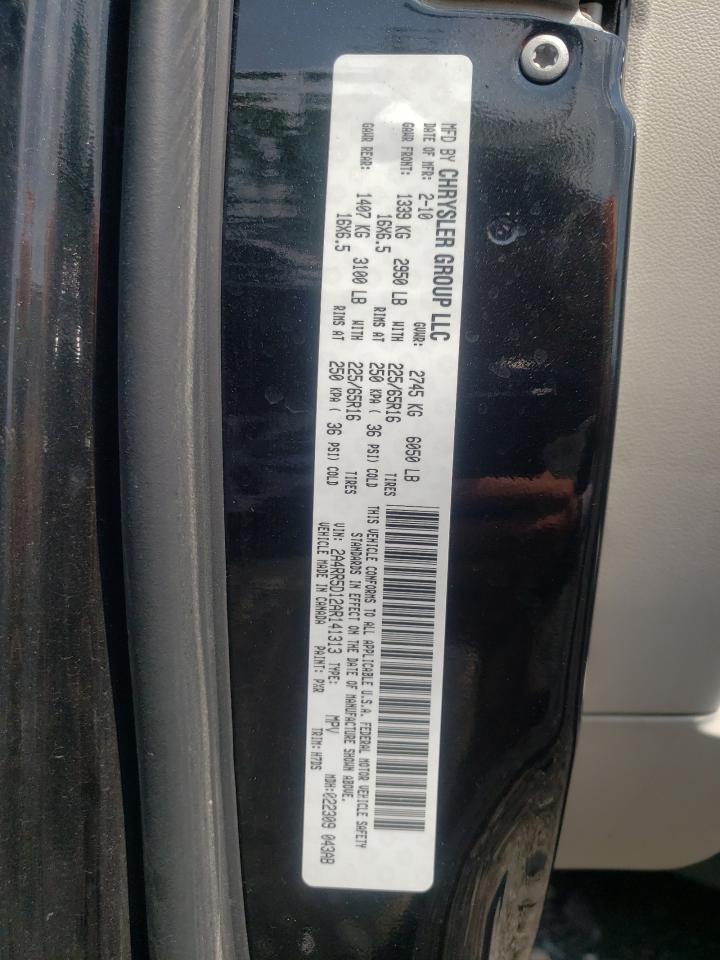 MFD BY CHRYSLER GROUP LLC
DATE OF MFR: 2-10 GVWR: 2745 KG 6050 LB
GAWR FRONT: 1339 KG 2950 LB WITH 225/65R16 TIRES
16X6.5 RIMS AT 250 KPA ( 36 PSI) COLD
GAWR REAR: 1407 KG 3100 LB WITH 225/65R16 TIRES
16X6.5 RIMS AT 250 KPA ( 36 PSI) COLD
THIS VEHICLE CONFORMS TO ALL APPLICABLE U.S.A. FEDERAL MOTOR VEHICLE SAFETY
STANDARDS IN EFFECT ON THE DATE OF MANUFACTURE SHOWN ABOVE.
VIN: 2A4RR5D12AR141313 TYPE: MPV MDH:022309 043AB
VEHICLE MADE IN CANADA PAINT: PXR TRIM: H7DS